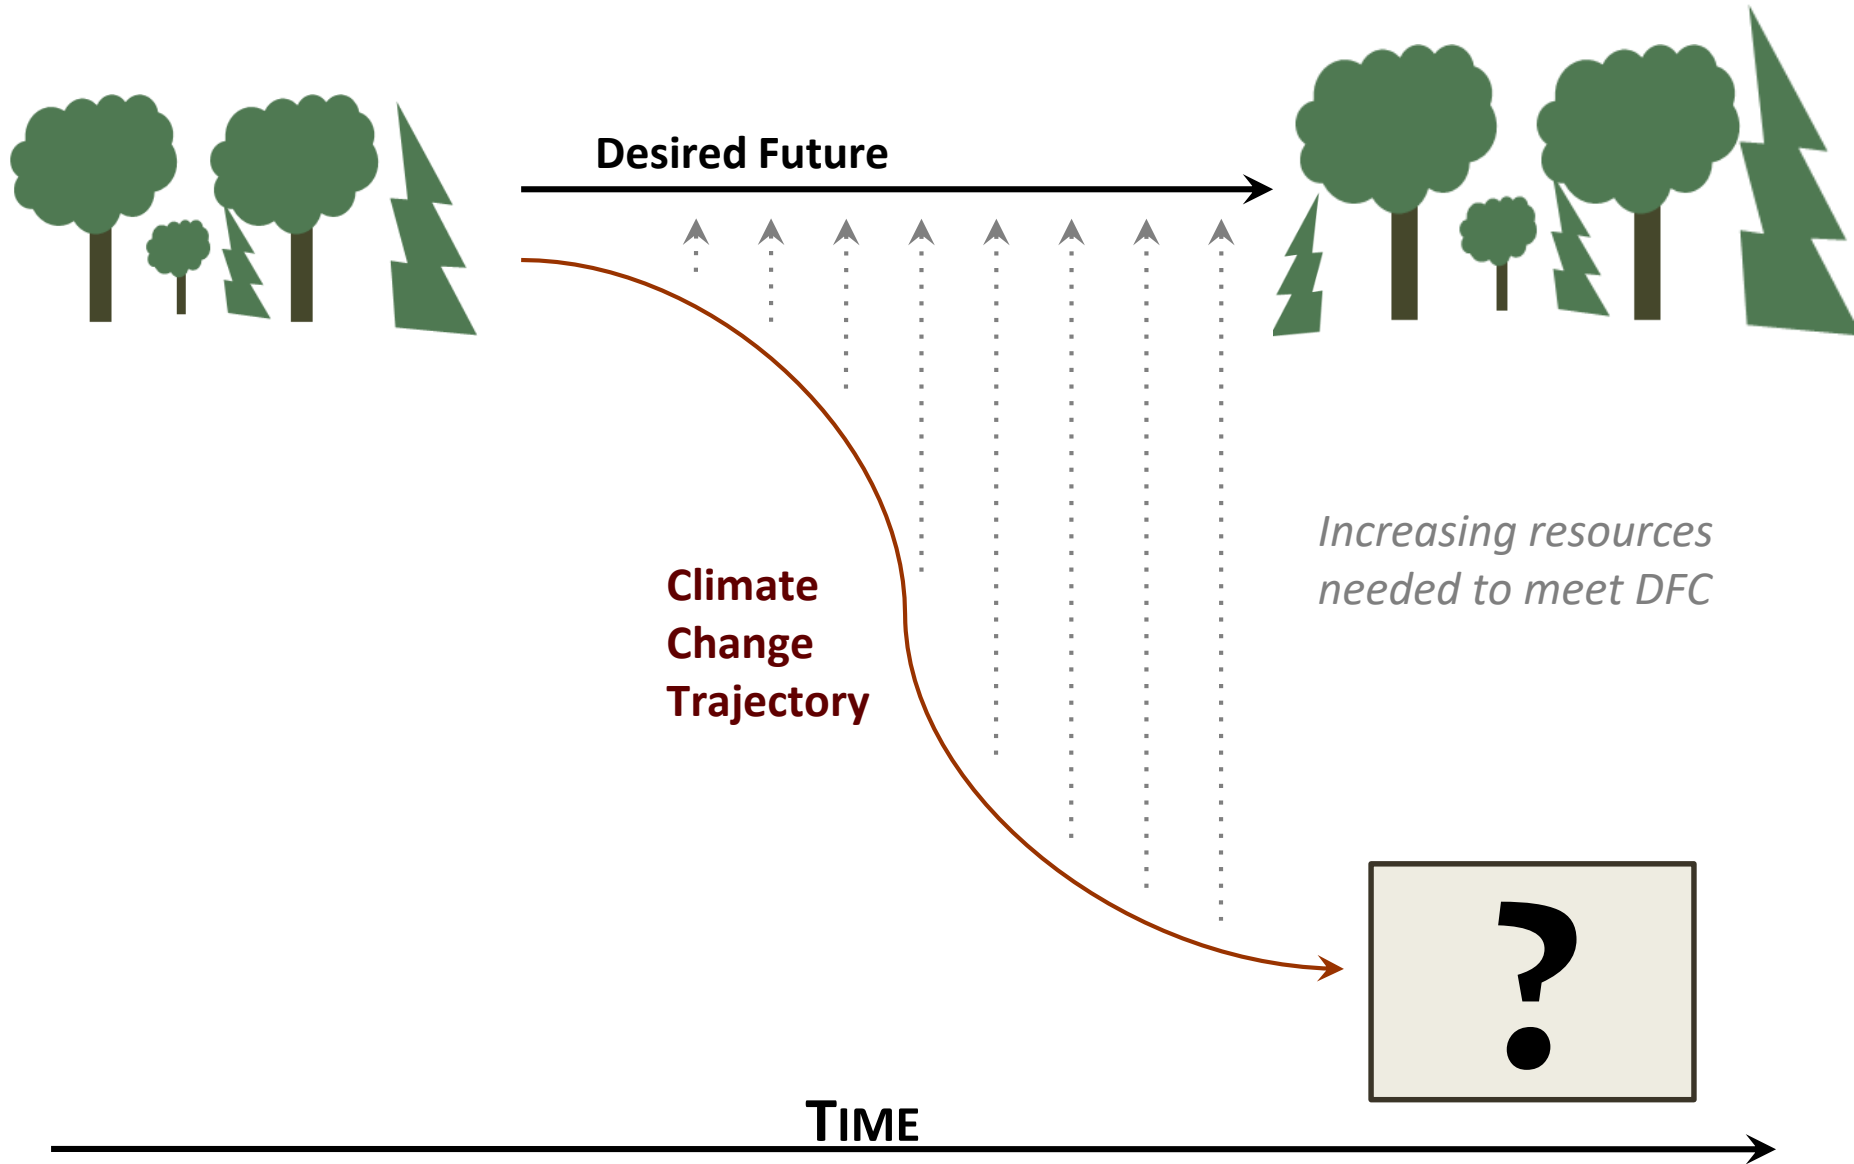 Desired Future
Increasing resources
needed to meet DFC
Climate
Change
Trajectory
?
TIME